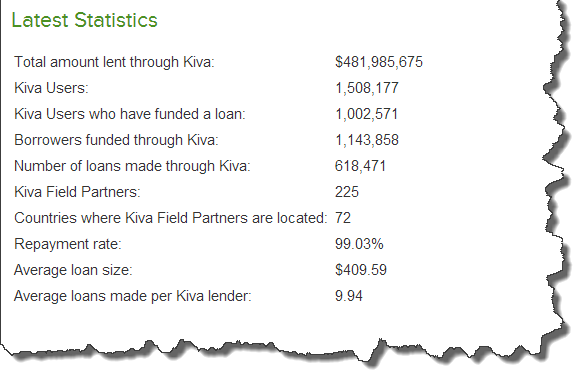 Latest Statistics
Total amount lent through Kiva: $481,985,675
Kiva Users: 1,508,177
Kiva Users who have funded a loan: 1,002,571
Borrowers funded through Kiva: 1,143,858
Number of loans made through Kiva: 618,471
Kiva Field Partners: 225
Countries where Kiva Field Partners are located: 72
Repayment rate: 99.03%
Average loan size: $409.59
Average loans made per Kiva lender: 9.94